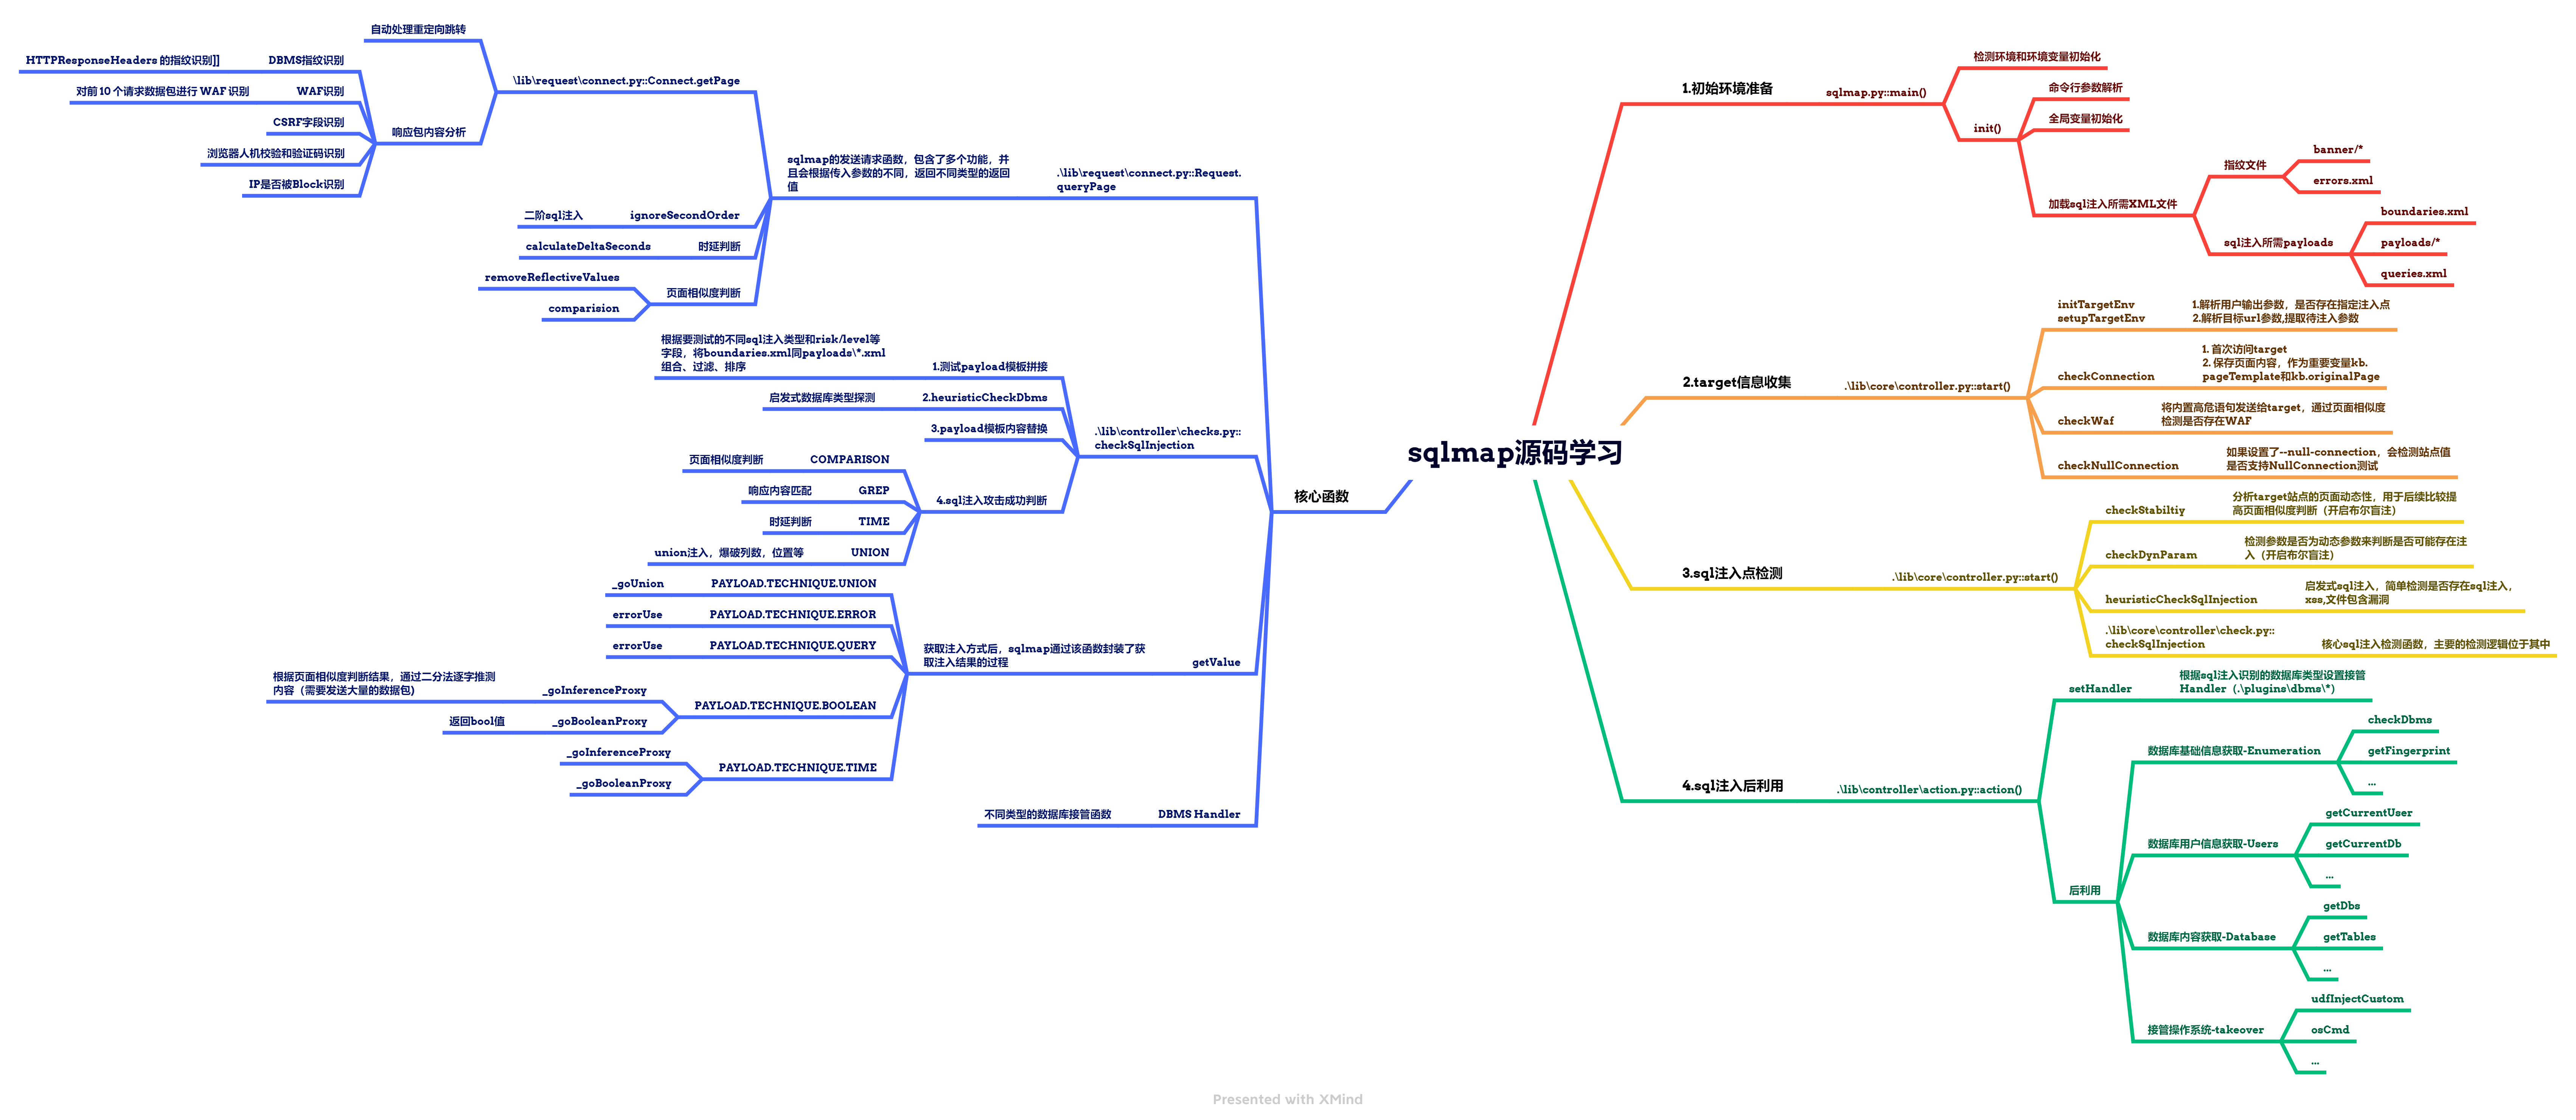 sqlmap源码学习
1.初始环境准备
sqlmap.py::main()
检测环境和环境变量初始化
init()
命令行参数解析
全局变量初始化
加载sql注入所需XML文件
指纹文件
banner/*
errors.xml
sql注入所需payloads
boundaries.xml
payloads/*
queries.xml
2.target信息收集
.\lib\core\controller.py::start()
initTargetEnv
setupTargetEnv
1.解析用户输出参数，是否存在指定注入点
2.解析目标url参数,提取待注入参数
checkConnection
1. 首次访问target
2. 保存页面内容，作为重要变量kb.
pageTemplate和kb.originalPage
checkWaf
将内置高危语句发送给target，通过页面相似度
检测是否存在WAF
checkNullConnection
如果设置了--null-connection，会检测站点值
是否支持NullConnection测试
3.sql注入点检测
.\lib\core\controller.py::start()
checkStabiltiy
分析target站点的页面动态性，用于后续比较提
高页面相似度判断（开启布尔盲注）
checkDynParam
检测参数是否为动态参数来判断是否可能存在注
入（开启布尔盲注）
heuristicCheckSqlInjection
启发式sql注入，简单检测是否存在sql注入，
xss,文件包含漏洞
.\lib\core\controller\check.py::
checkSqlInjection
核心sql注入检测函数，主要的检测逻辑位于其中
4.sql注入后利用
.\lib\controller\action.py::action()
setHandler
根据sql注入识别的数据库类型设置接管
Handler（.\plugins\dbms\*）
后利用
数据库基础信息获取-Enumeration
checkDbms
getFingerprint
...
数据库用户信息获取-Users
getCurrentUser
getCurrentDb
...
数据库内容获取-Database
getDbs
getTables
...
接管操作系统-takeover
udfInjectCustom
osCmd
...
核心函数
.\lib\request\connect.py::Request.
queryPage
sqlmap的发送请求函数，包含了多个功能，并
且会根据传入参数的不同，返回不同类型的返回
值
\lib\request\connect.py::Connect.getPage
自动处理重定向跳转
响应包内容分析
DBMS指纹识别
HTTPResponseHeaders 的指纹识别]]
WAF识别
对前 10 个请求数据包进行 WAF 识别
CSRF字段识别
浏览器人机校验和验证码识别
IP是否被Block识别
ignoreSecondOrder
二阶sql注入
时延判断
calculateDeltaSeconds
页面相似度判断
removeReflectiveValues
comparision
.\lib\controller\checks.py::
checkSqlInjection
1.测试payload模板拼接
根据要测试的不同sql注入类型和risk/level等
字段，将boundaries.xml同payloads\*.xml
组合、过滤、排序
2.heuristicCheckDbms
启发式数据库类型探测
3.payload模板内容替换
4.sql注入攻击成功判断
COMPARISON
页面相似度判断
GREP
响应内容匹配
TIME
时延判断
UNION
union注入，爆破列数，位置等
getValue
获取注入方式后，sqlmap通过该函数封装了获
取注入结果的过程
PAYLOAD.TECHNIQUE.UNION
_goUnion
PAYLOAD.TECHNIQUE.ERROR
errorUse
PAYLOAD.TECHNIQUE.QUERY
errorUse
PAYLOAD.TECHNIQUE.BOOLEAN
_goInferenceProxy
根据页面相似度判断结果，通过二分法逐字推测
内容（需要发送大量的数据包)
_goBooleanProxy
返回bool值
PAYLOAD.TECHNIQUE.TIME
_goInferenceProxy
_goBooleanProxy
DBMS Handler
不同类型的数据库接管函数
Presented with XMind